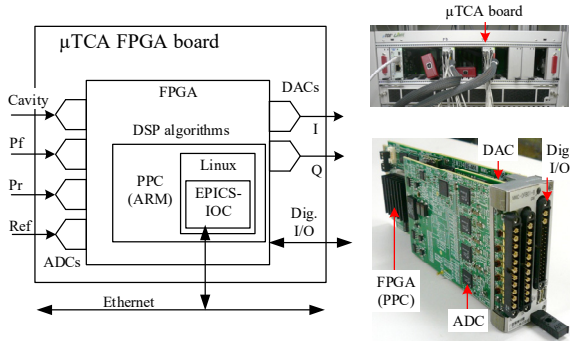 µTCA FPGA board
FPGA
DACs
Cavity
I
DSP algorithms
Pf
Q
Linux
PPC
(ARM)
EPICS-
IOC
Pr
Ref
Dig.
I/O
ADCs
Ethernet
µTCA board
DAC
Dig
I/O
FPGA
(PPC)
ADC